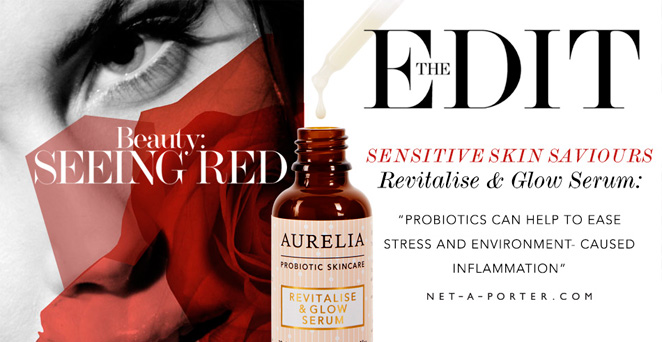 Beauty:
SEEING RED
THE EDIT
SENSITIVE SKIN SAVIOURS
Revitalise & Glow Serum:
“PROBIOTICS CAN HELP TO EASE
STRESS AND ENVIRONMENT- CAUSED
INFLAMMATION”
NET-A-PORTER.COM
AURELIA
PROBIOTIC SKINCARE
REVITALISE
& GLOW
SERUM